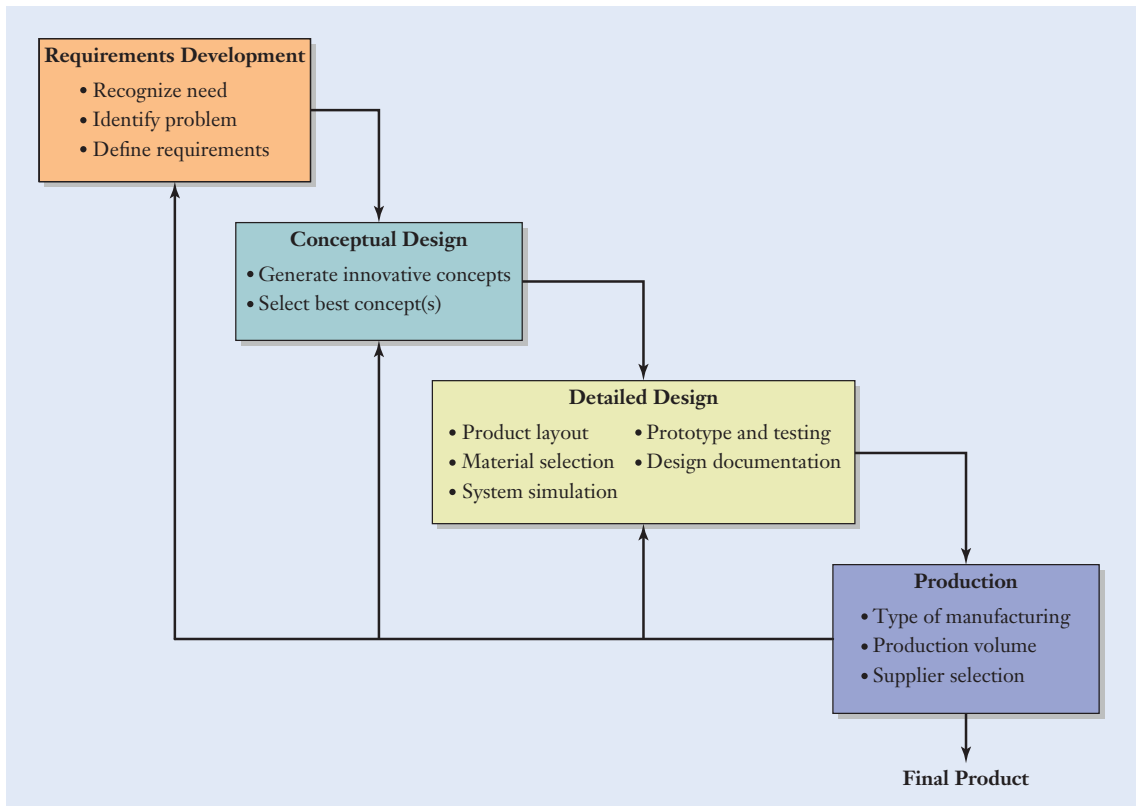 Requirements Development
• Recognize need
• Identify problem
• Define requirements
Conceptual Design
• Generate innovative concepts
• Select best concept(s)
Detailed Design
• Product layout
• Material selection
• System simulation
• Prototype and testing
• Design documentation
Production
• Type of manufacturing
• Production volume
• Supplier selection
Final Product